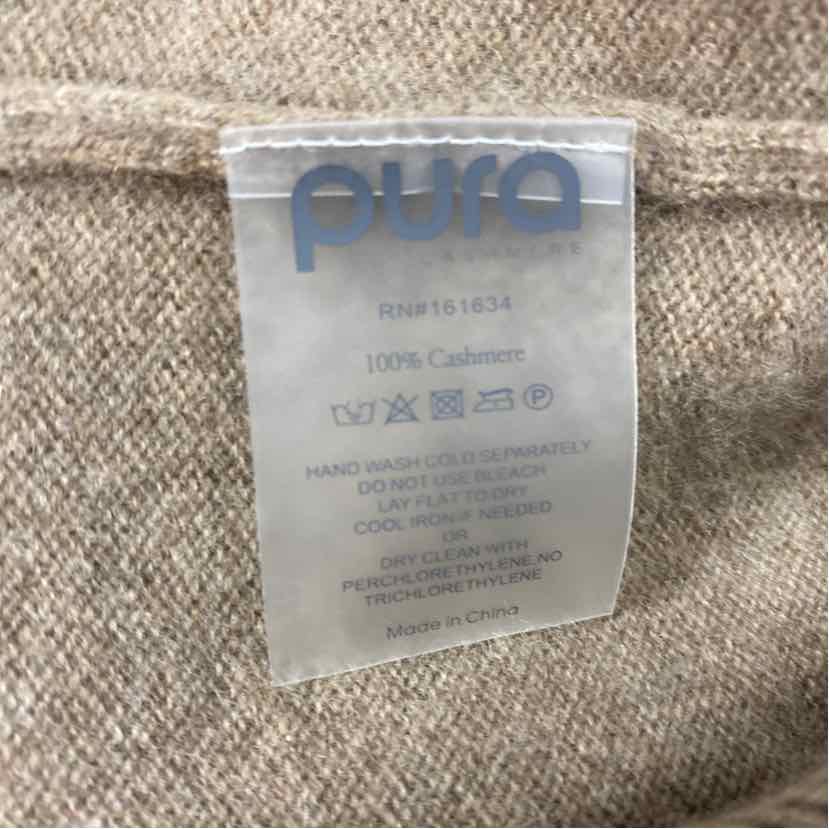 pura
CASHMERE
RN#161634
100% Cashmere
P
HAND WASH COLD SEPARATELY
DO NOT USE BLEACH
LAY FLAT TO DRY
COOL IRON IF NEEDED
OR
DRY CLEAN WITH
PERCHLORETHYLENE,NO
TRICHLORETHYLENE
Made in China